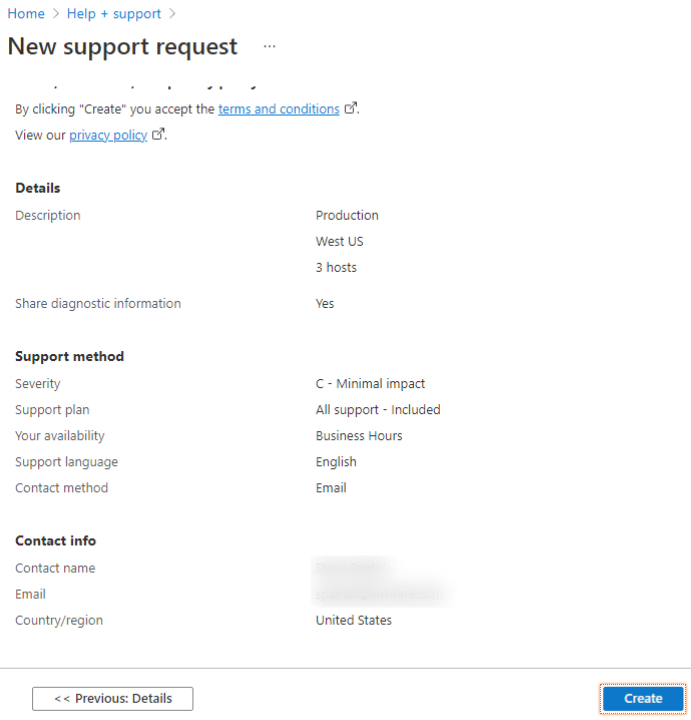 Home > Help + support >
New support request ...
By clicking "Create" you accept the terms and conditions.
View our privacy policy.
Details
Description Production
West US
3 hosts
Share diagnostic information Yes
Support method
Severity C - Minimal impact
Support plan All support - Included
Your availability Business Hours
Support language English
Contact method Email
Contact info
Contact name
Email
Country/region United States
<< Previous: Details Create